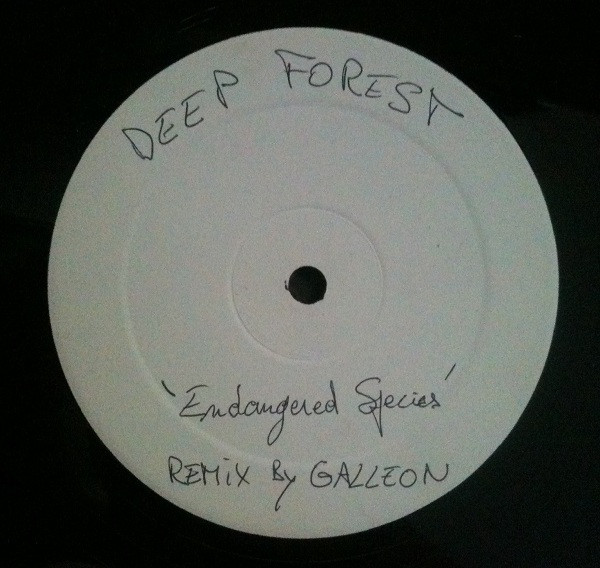 DEEP FOREST
'Endangered Species'
REMiX By GALLEON